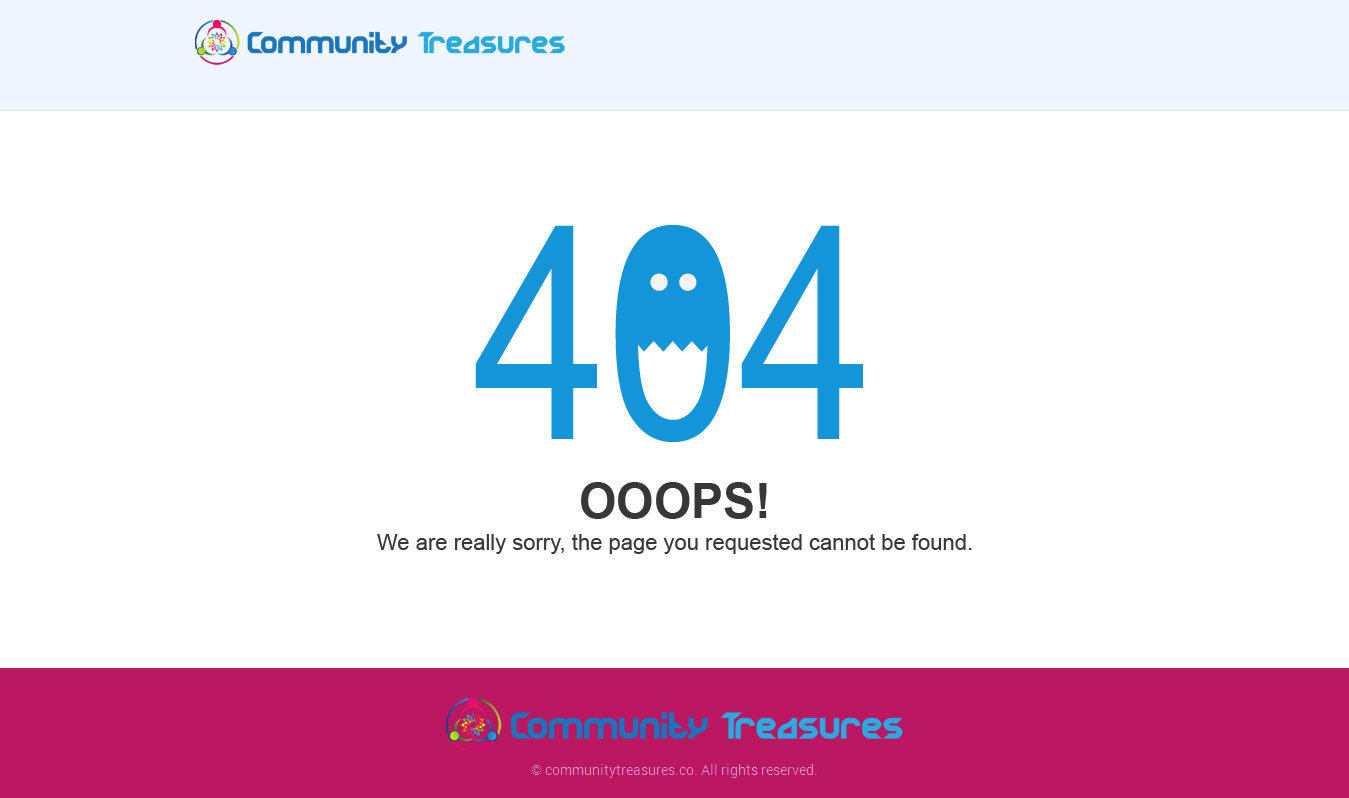 Community Treasures
404
OOOPS!
We are really sorry, the page you requested cannot be found.
Community Treasures
© communitytreasures.co. All rights reserved.